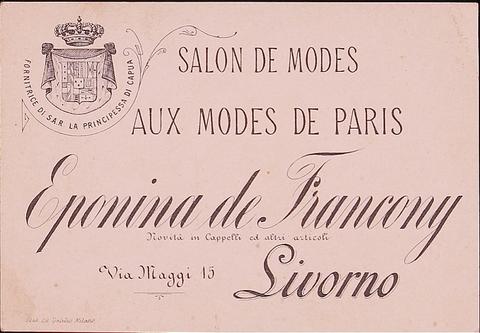 FORNITRICE DI S.A.R. LA PRINCIPESSA DI CAPUA
SALON DE MODES
AUX MODES DE PARIS
Eponina de Francony
Novità in Cappelli ed altri articoli
Via Maggi 15
Livorno
Milano